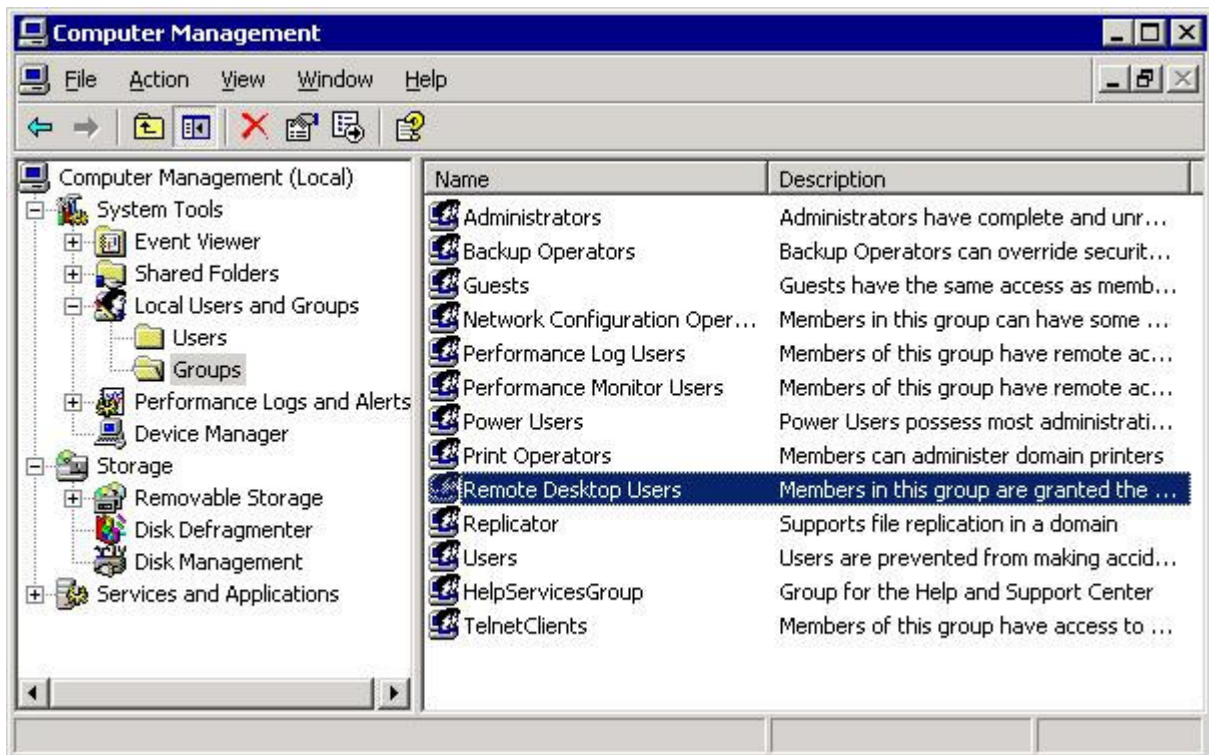 Computer Management
File Action View Window Help
Computer Management (Local)
System Tools
Event Viewer
Shared Folders
Local Users and Groups
Users
Groups
Performance Logs and Alerts
Device Manager
Storage
Removable Storage
Disk Defragmenter
Disk Management
Services and Applications
Name Description
Administrators Administrators have complete and unr...
Backup Operators Backup Operators can override securit...
Guests Guests have the same access as memb...
Network Configuration Oper... Members in this group can have some ...
Performance Log Users Members of this group have remote ac...
Performance Monitor Users Members of this group have remote ac...
Power Users Power Users possess most administrati...
Print Operators Members can administer domain printers
Remote Desktop Users Members in this group are granted the ...
Replicator Supports file replication in a domain
Users Users are prevented from making accid...
HelpServicesGroup Group for the Help and Support Center
TelnetClients Members of this group have access to ...